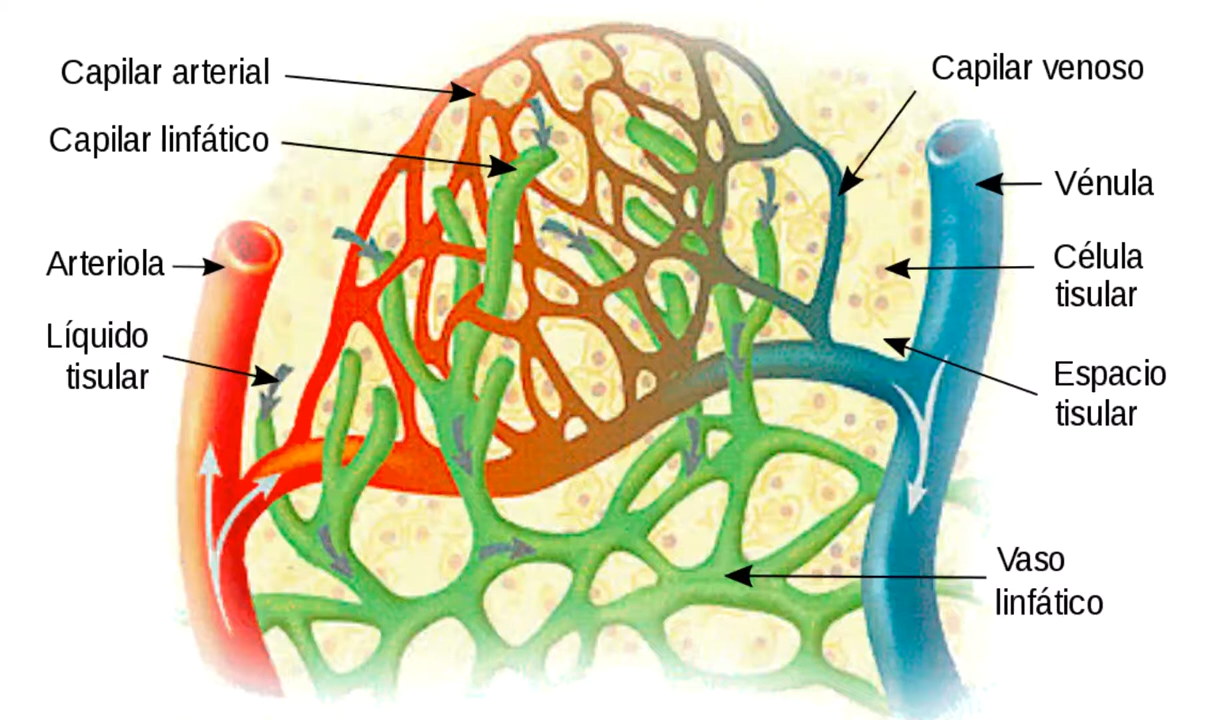 Capilar arterial
Capilar linfático
Arteriola
Líquido
tisular
Capilar venoso
Vénula
Célula
tisular
Espacio
tisular
Vaso
linfático